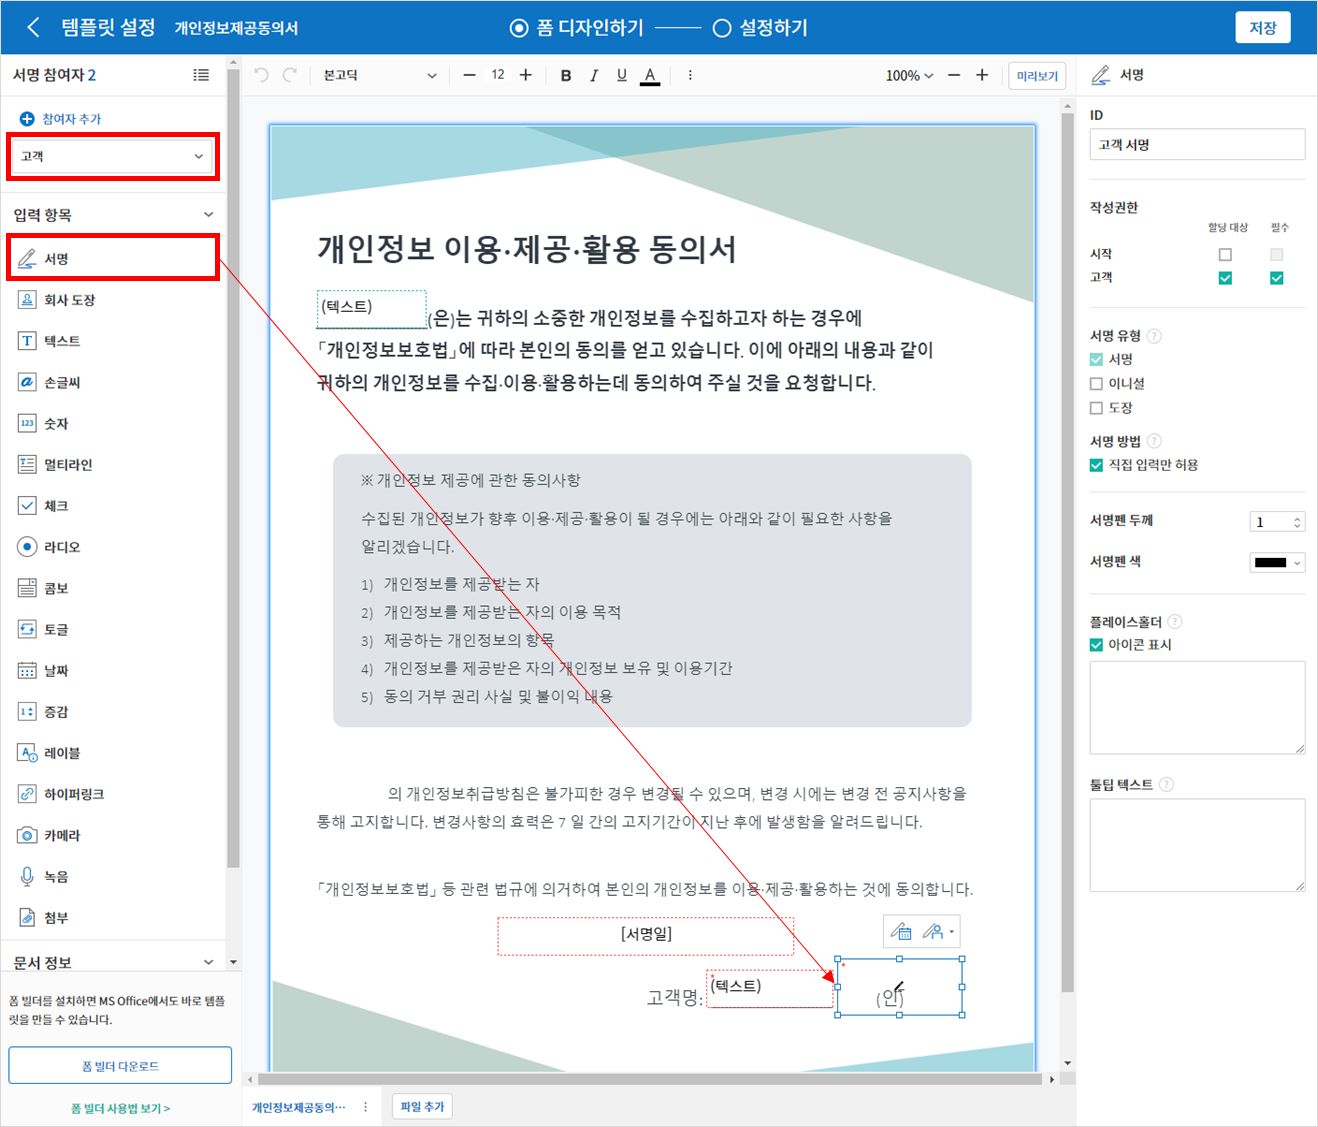 템플릿 설정 개인정보제공동의서 폼 디자인하기 설정하기 저장
서명 참여자 2
참여자 추가
고객
입력 항목
서명
회사 도장
T 텍스트
a 손글씨
123 숫자
멀티라인
체크
라디오
콤보
토글
날짜
증감
레이블
하이퍼링크
카메라
녹음
첨부
문서 정보
폼 빌더를 설치하면 MS Office에서도 바로 템플
릿을 만들 수 있습니다.
폼 빌더 다운로드
폼 빌더 사용법 보기 >
본고딕 12 B I U A 100% 미리보기
개인정보 이용·제공·활용 동의서
(텍스트) (은)는 귀하의 소중한 개인정보를 수집하고자 하는 경우에
「개인정보보호법」에 따라 본인의 동의를 얻고 있습니다. 이에 아래의 내용과 같이
귀하의 개인정보를 수집·이용·활용하는데 동의하여 주실 것을 요청합니다.
※ 개인정보 제공에 관한 동의사항
수집된 개인정보가 향후 이용·제공·활용이 될 경우에는 아래와 같이 필요한 사항을
알리겠습니다.
1) 개인정보를 제공받는 자
2) 개인정보를 제공받는 자의 이용 목적
3) 제공하는 개인정보의 항목
4) 개인정보를 제공받은 자의 개인정보 보유 및 이용기간
5) 동의 거부 권리 사실 및 불이익 내용
의 개인정보취급방침은 불가피한 경우 변경될 수 있으며, 변경 시에는 변경 전 공지사항을
통해 고지합니다. 변경사항의 효력은 7 일 간의 고지기간이 지난 후에 발생함을 알려드립니다.
「개인정보보호법」 등 관련 법규에 의거하여 본인의 개인정보를 이용·제공·활용하는 것에 동의합니다.
[서명일]
고객명: *(텍스트) * (인)
개인정보제공동의… 파일 추가
서명
ID
고객 서명
작성권한
할당 대상 필수
시작
고객
서명 유형 ?
서명
이니셜
도장
서명 방법 ?
직접 입력만 허용
서명펜 두께 1
서명펜 색
플레이스홀더 ?
아이콘 표시
툴팁 텍스트 ?